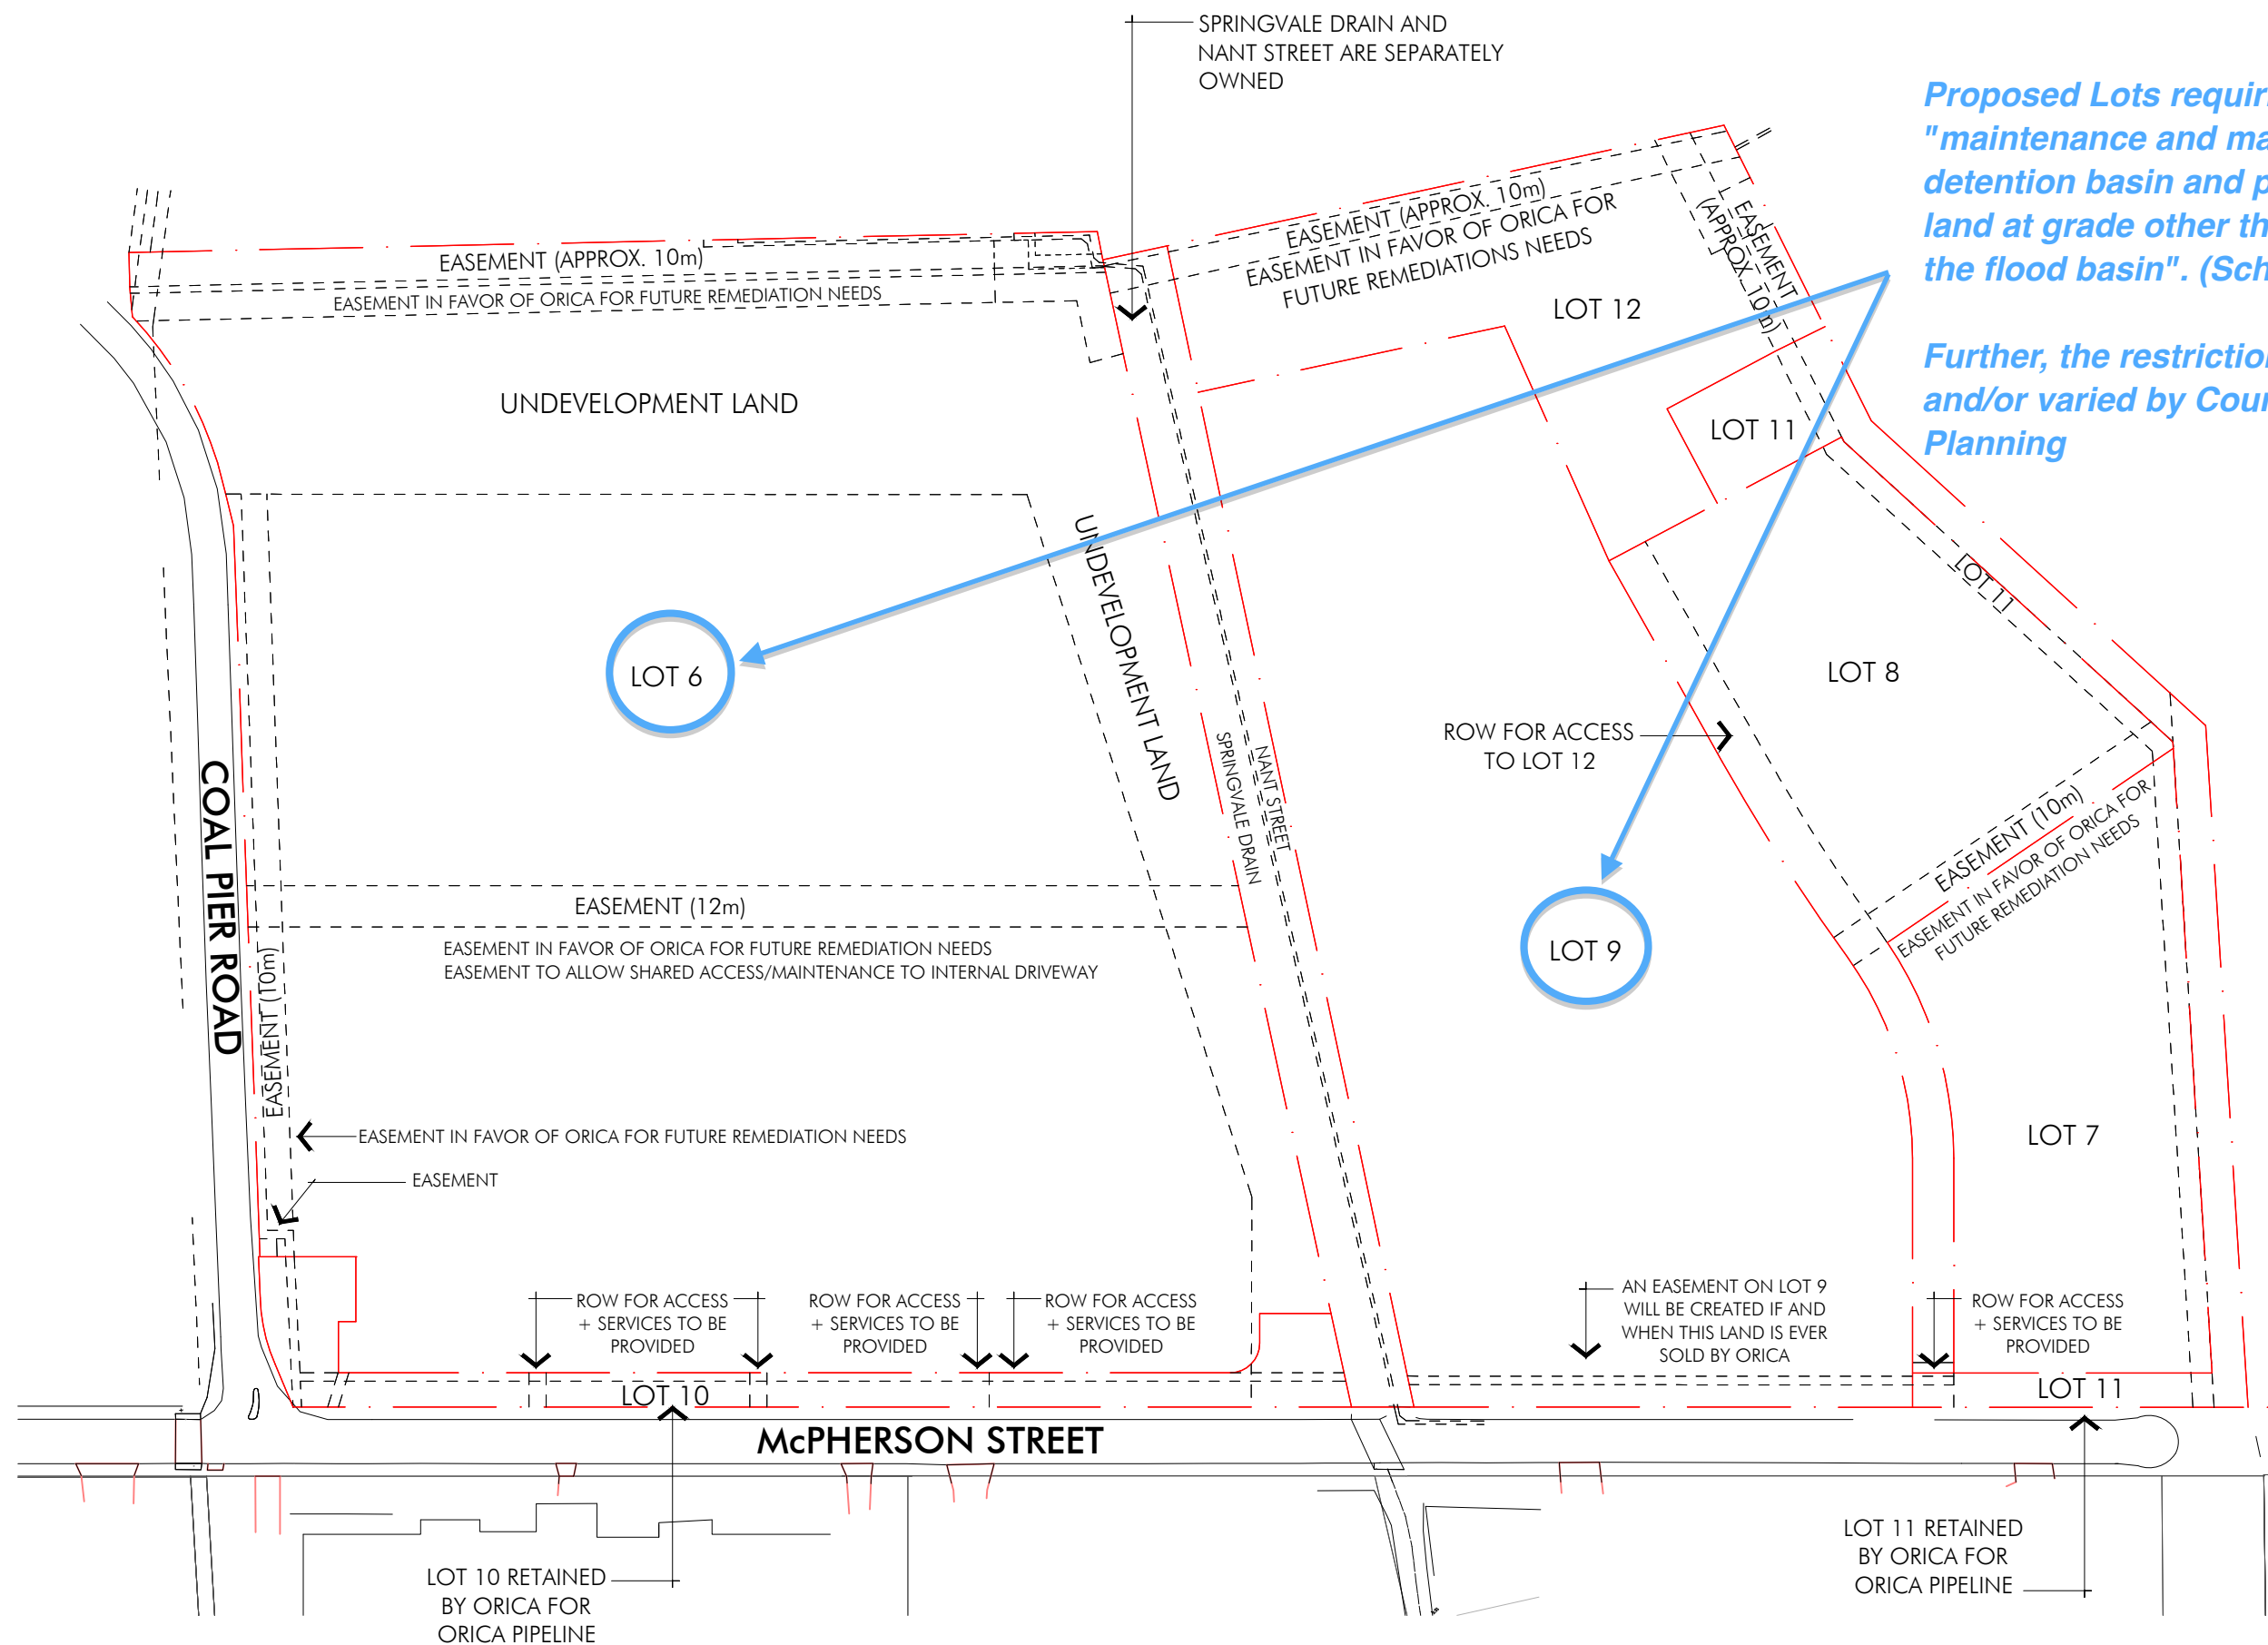 SPRINGVALE DRAIN AND
NANT STREET ARE SEPARATELY
OWNED
Proposed Lots
"maintenance and
detention basin and
land at grade other
the flood basin".
Further, the
and/or varied by
Planning
EASEMENT (APPROX. 10m)
EASEMENT IN FAVOR OF ORICA FOR FUTURE REMEDIATION NEEDS
EASEMENT (APPROX. 10m)
EASEMENT IN FAVOR OF ORICA FOR
FUTURE REMEDIATIONS NEEDS
EASEMENT
(APPROX. 10m)
LOT 12
UNDEVELOPMENT LAND
LOT 11
UNDEVELOPMENT LAND
LOT 11
LOT 6
LOT 8
ROW FOR ACCESS
TO LOT 12
SPRINGVALE DRAIN
NANT STREET
COAL PIER ROAD
EASEMENT (10m)
EASEMENT IN FAVOR OF ORICA FOR
FUTURE REMEDIATION NEEDS
EASEMENT (12m)
EASEMENT IN FAVOR OF ORICA FOR FUTURE REMEDIATION NEEDS
EASEMENT TO ALLOW SHARED ACCESS/MAINTENANCE TO INTERNAL DRIVEWAY
LOT 9
EASEMENT (10m)
EASEMENT IN FAVOR OF ORICA FOR FUTURE REMEDIATION NEEDS
EASEMENT
LOT 7
ROW FOR ACCESS
+ SERVICES TO BE
PROVIDED
ROW FOR ACCESS
+ SERVICES TO BE
PROVIDED
ROW FOR ACCESS
+ SERVICES TO BE
PROVIDED
AN EASEMENT ON LOT 9
WILL BE CREATED IF AND
WHEN THIS LAND IS EVER
SOLD BY ORICA
ROW FOR ACCESS
+ SERVICES TO BE
PROVIDED
LOT 10
LOT 11
McPHERSON STREET
LOT 10 RETAINED
BY ORICA FOR
ORICA PIPELINE
LOT 11 RETAINED
BY ORICA FOR
ORICA PIPELINE